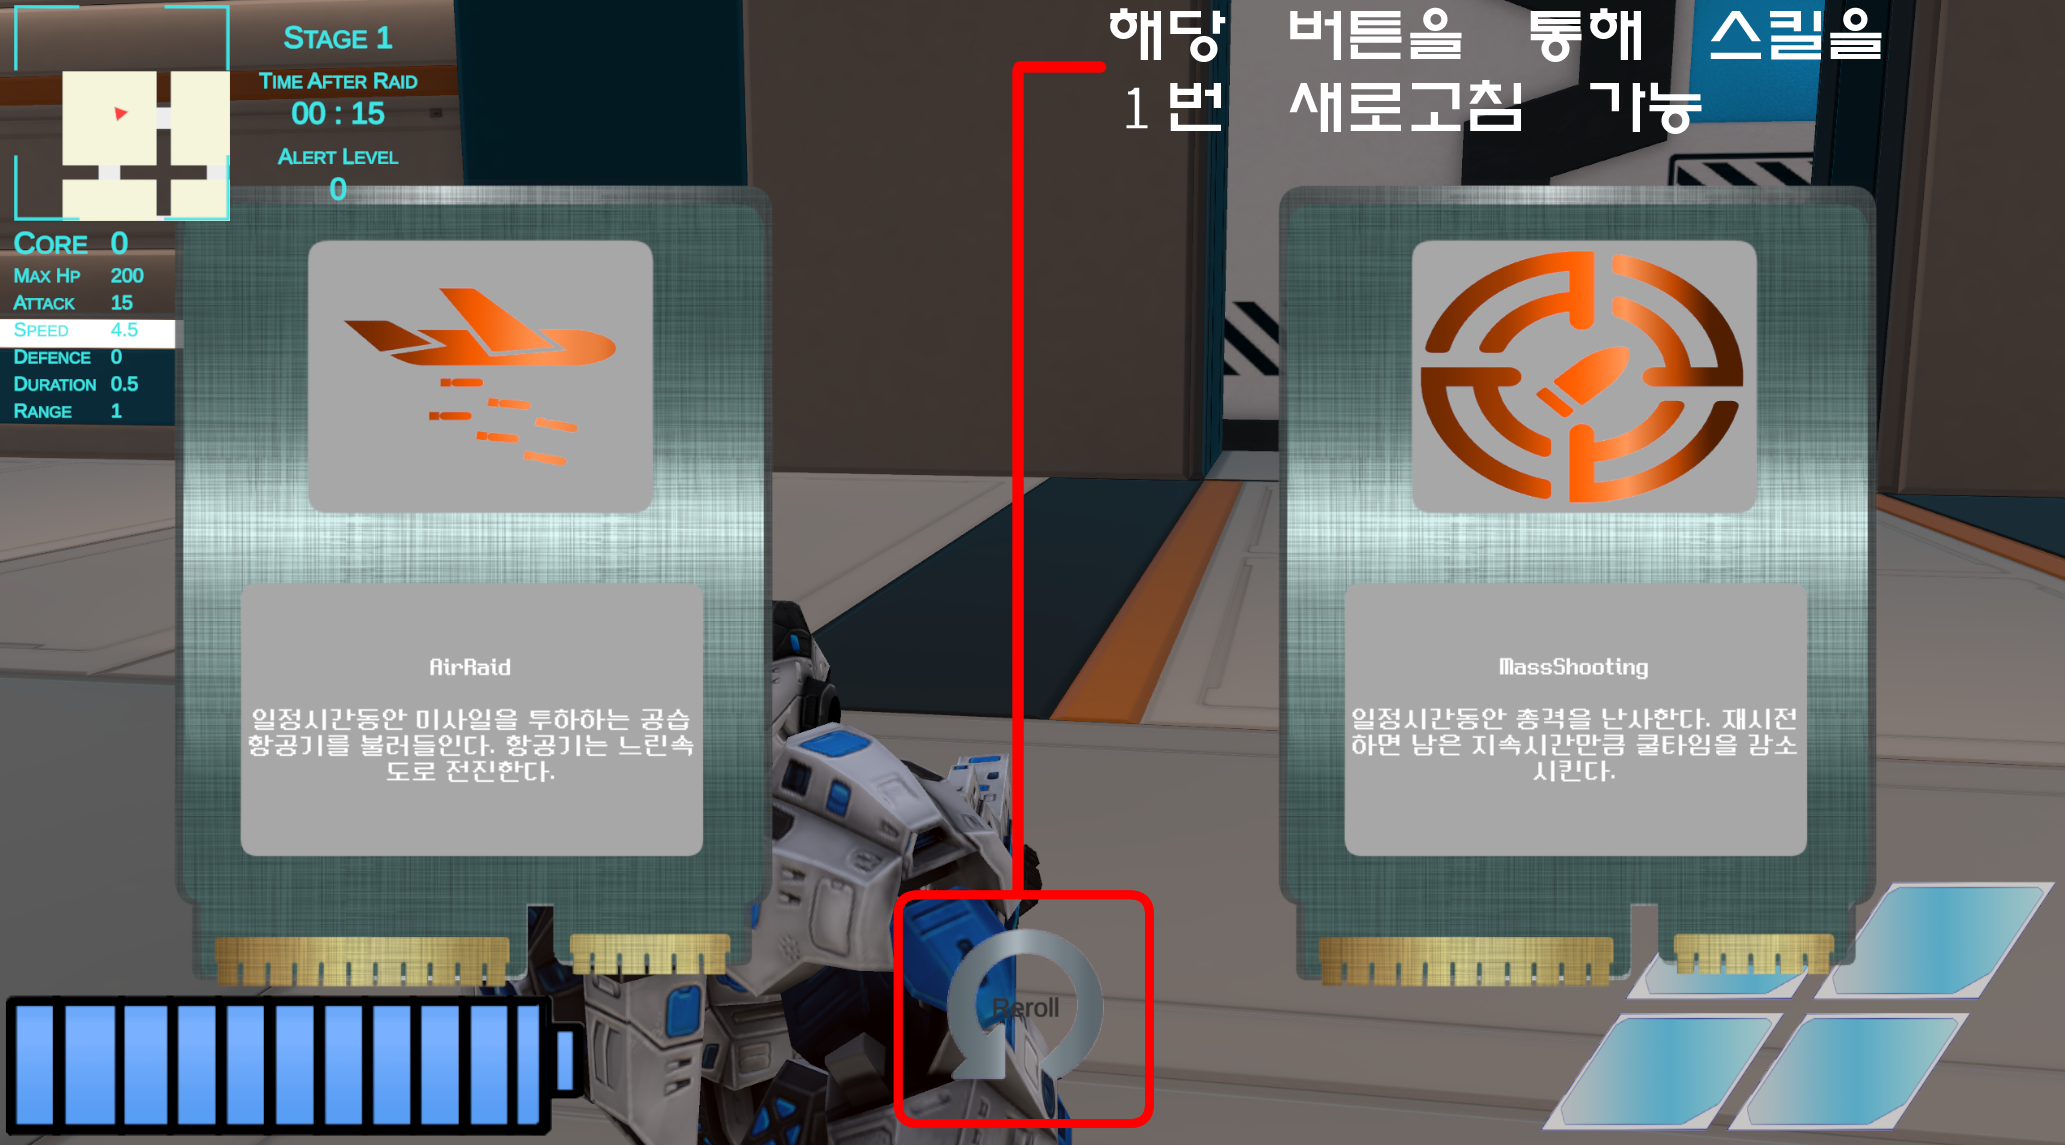 해당 버튼을 통해 스킬을
1번 새로고침 가능
STAGE 1
TIME AFTER RAID
00 : 15
ALERT LEVEL
0
CORE 0
MAX HP 200
ATTACK 15
SPEED 4.5
DEFENCE 0
DURATION 0.5
RANGE 1
AirRaid
일정시간동안 미사일을 투하하는 공습
항공기를 불러들인다. 항공기는 느린속
도로 전진한다.
MassShooting
일정시간동안 총격을 난사한다. 재시전
하면 남은 지속시간만큼 쿨타임을 감소
시킨다.
Reroll